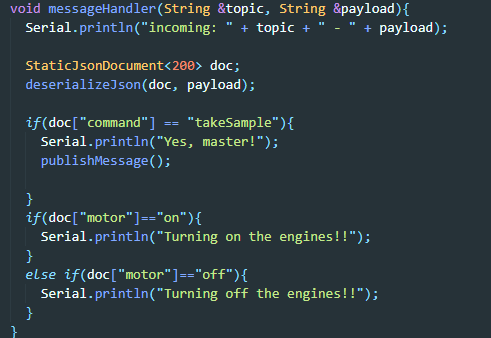 void messageHandler(String &topic, String &payload){
  Serial.println("incoming: " + topic + " - " + payload);
  StaticJsonDocument<200> doc;
  deserializeJson(doc, payload);
  if(doc["command"] == "takeSample"){
    Serial.println("Yes, master!");
    publishMessage();
  }
  if(doc["motor"]=="on"){
    Serial.println("Turning on the engines!!");
  }
  else if(doc["motor"]=="off"){
    Serial.println("Turning off the engines!!");
  }
}